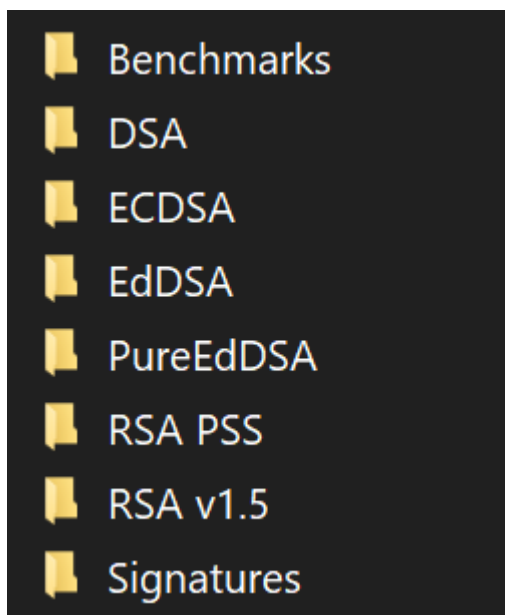 Benchmarks
DSA
ECDSA
EdDSA
PureEdDSA
RSA PSS
RSA v1.5
Signatures